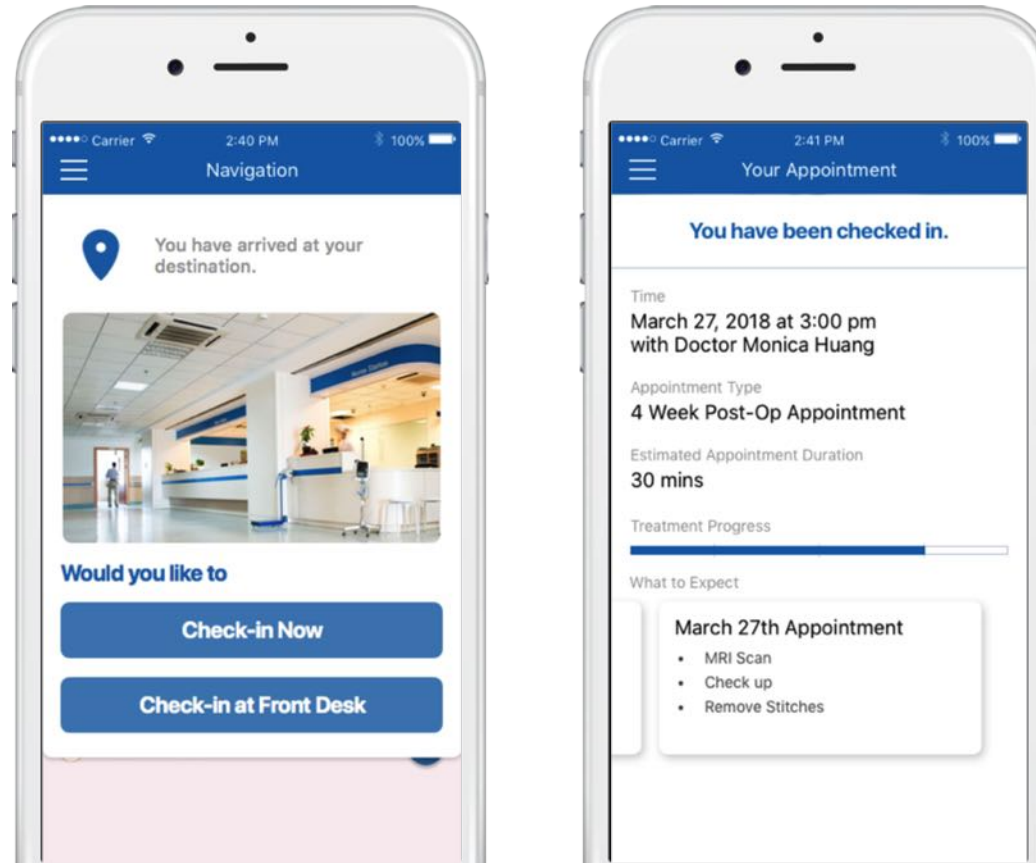 Carrier 2:40 PM 100%
Navigation
You have arrived at your
destination.
Would you like to
Check-in Now
Check-in at Front Desk
Carrier 2:41 PM 100%
Your Appointment
You have been checked in.
Time
March 27, 2018 at 3:00 pm
with Doctor Monica Huang
Appointment Type
4 Week Post-Op Appointment
Estimated Appointment Duration
30 mins
Treatment Progress
What to Expect
March 27th Appointment
• MRI Scan
• Check up
• Remove Stitches